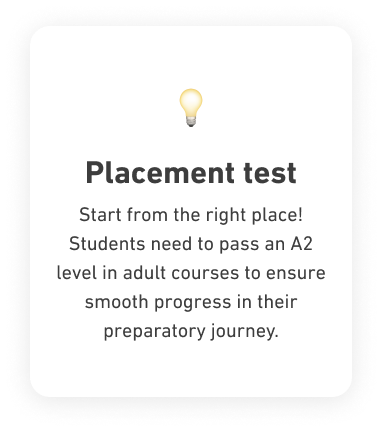 Placement test
Start from the right place!
Students need to pass an A2
level in adult courses to ensure
smooth progress in their
preparatory journey.